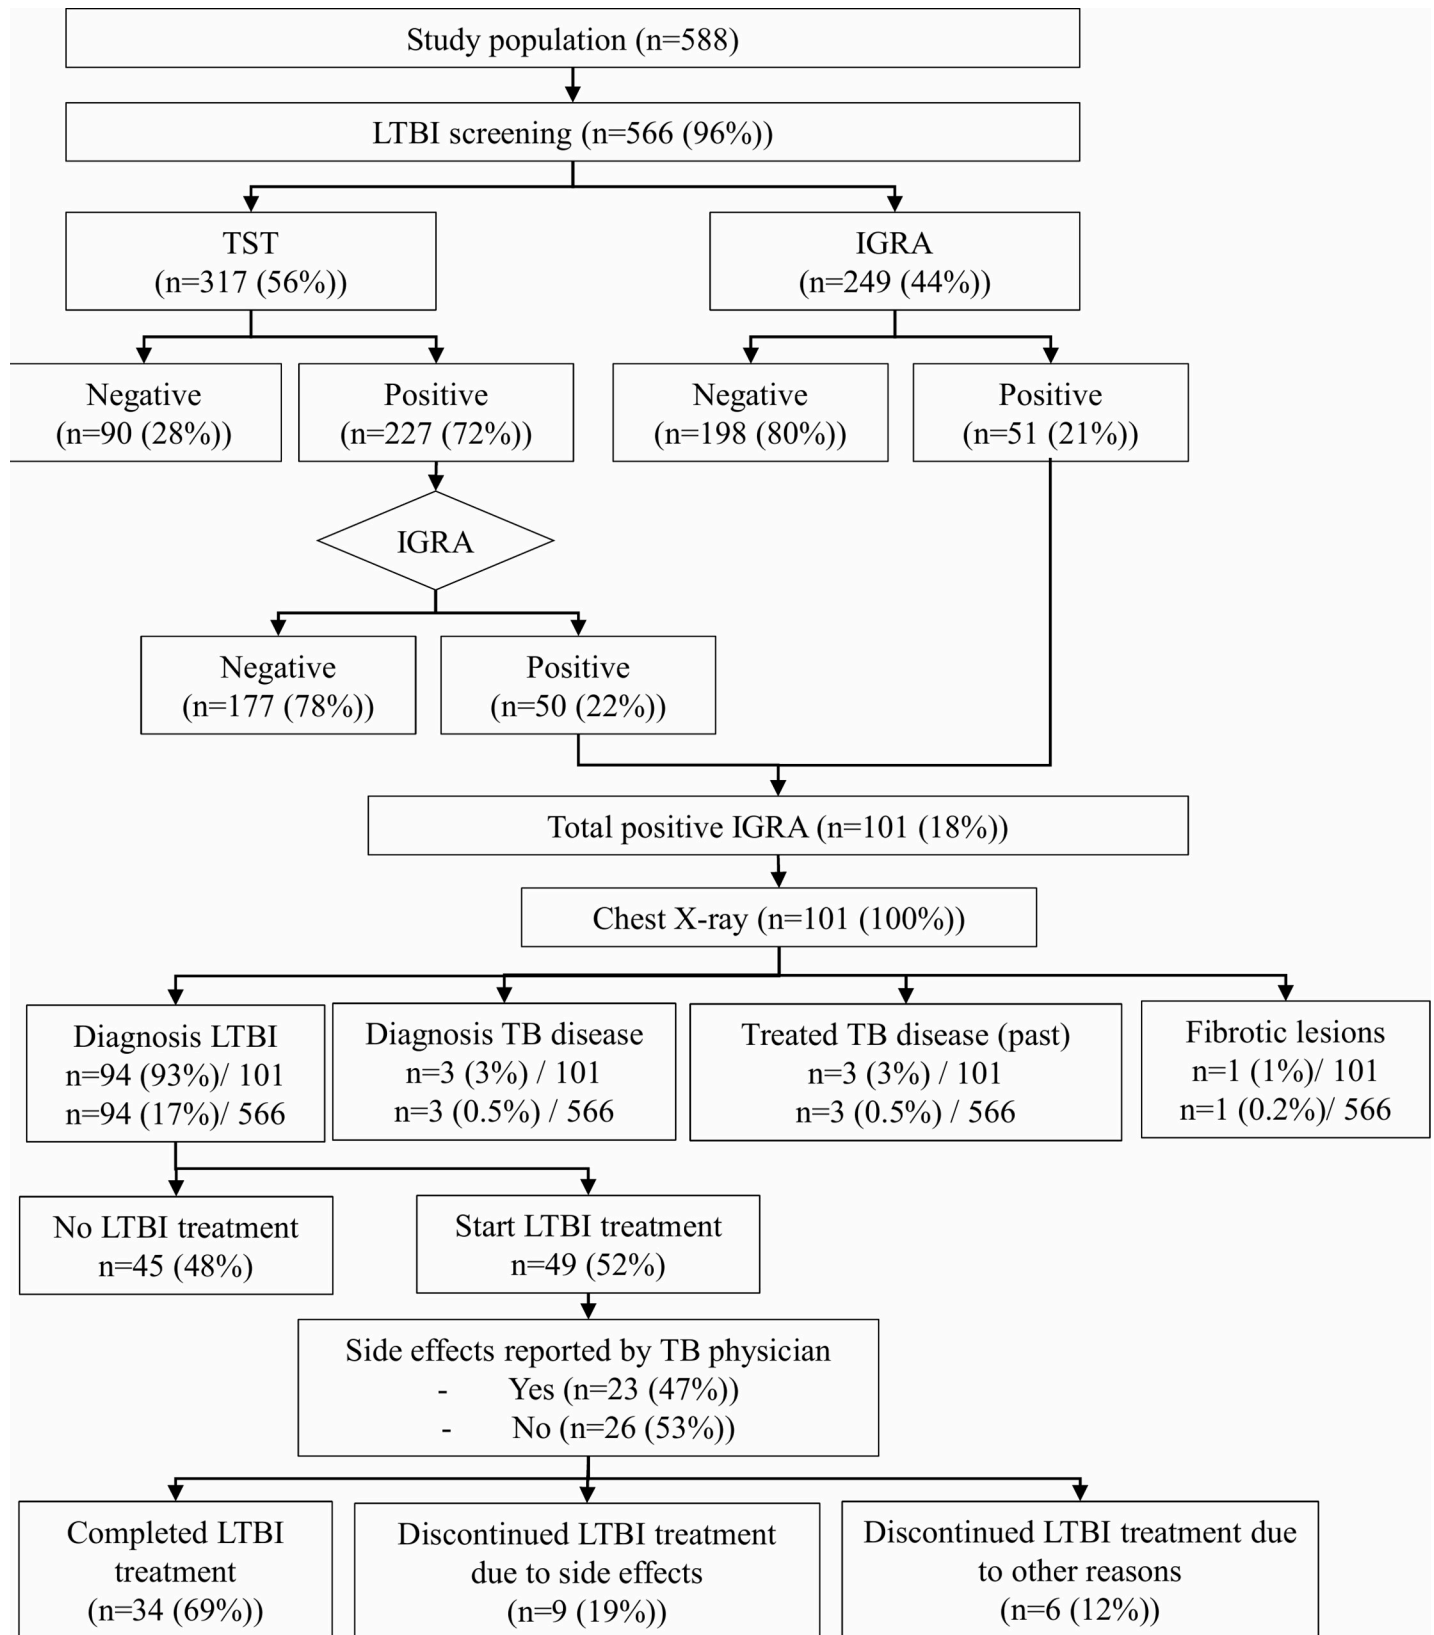 Study population (n=588)
LTBI screening (n=566 (96%))
TST
(n=317 (56%))
IGRA
(n=249 (44%))
Negative
(n=90 (28%))
Positive
(n=227 (72%))
Negative
(n=198 (80%))
Positive
(n=51 (21%))
IGRA
Negative
(n=177 (78%))
Positive
(n=50 (22%))
Total positive IGRA (n=101 (18%))
Chest X-ray (n=101 (100%))
Diagnosis LTBI
n=94 (93%)/ 101
n=94 (17%)/ 566
Diagnosis TB disease
n=3 (3%) / 101
n=3 (0.5%) / 566
Treated TB disease (past)
n=3 (3%) / 101
n=3 (0.5%) / 566
Fibrotic lesions
n=1 (1%)/ 101
n=1 (0.2%)/ 566
No LTBI treatment
n=45 (48%)
Start LTBI treatment
n=49 (52%)
Side effects reported by TB physician
- Yes (n=23 (47%))
- No (n=26 (53%))
Completed LTBI
treatment
(n=34 (69%))
Discontinued LTBI treatment
due to side effects
(n=9 (19%))
Discontinued LTBI treatment due
to other reasons
(n=6 (12%))